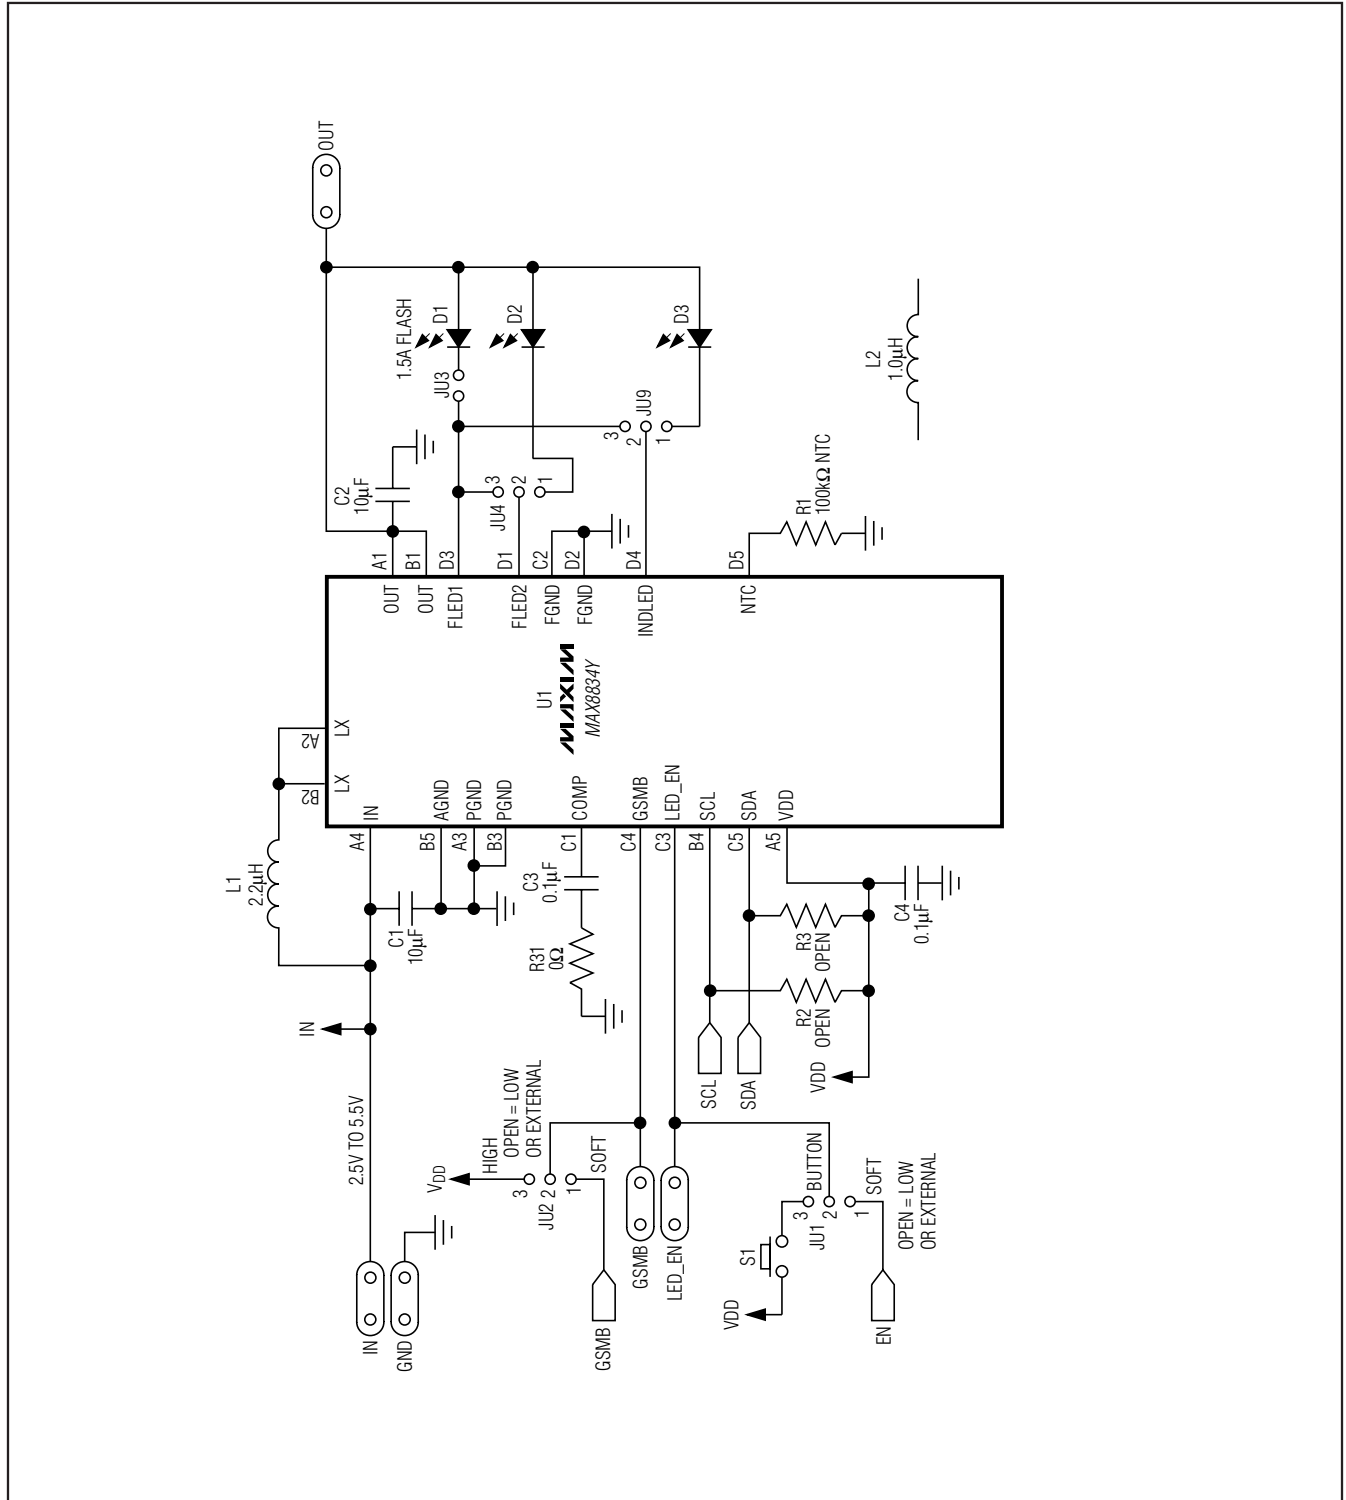 OUT
1.5A FLASH
D1
D2
D3
JU3
JU9
3
2
1
C2
10µF
JU4
3
2
1
L2
1.0µH
R1
100kΩ NTC
A1
B1
D3
D1
C2
D2
D4
D5
OUT
OUT
FLED1
FLED2
FGND
FGND
INDLED
NTC
U1
MAXIM
MAX8834Y
A2
LX
B2
LX
IN
AGND
PGND
PGND
COMP
GSMB
LED_EN
SCL
SDA
VDD
A4
B5
A3
B3
C1
C4
C3
B4
C5
A5
L1
2.2µH
C1
10µF
C3
0.1µF
R31
0Ω
R3
OPEN
C4
0.1µF
R2
OPEN
IN
VDD
SCL
SDA
2.5V TO 5.5V
VDD
HIGH
OPEN = LOW
OR EXTERNAL
3
2
1
JU2
SOFT
BUTTON
3
2
1
JU1
SOFT
OPEN = LOW
OR EXTERNAL
S1
VDD
IN
GND
GSMB
GSMB
LED_EN
EN